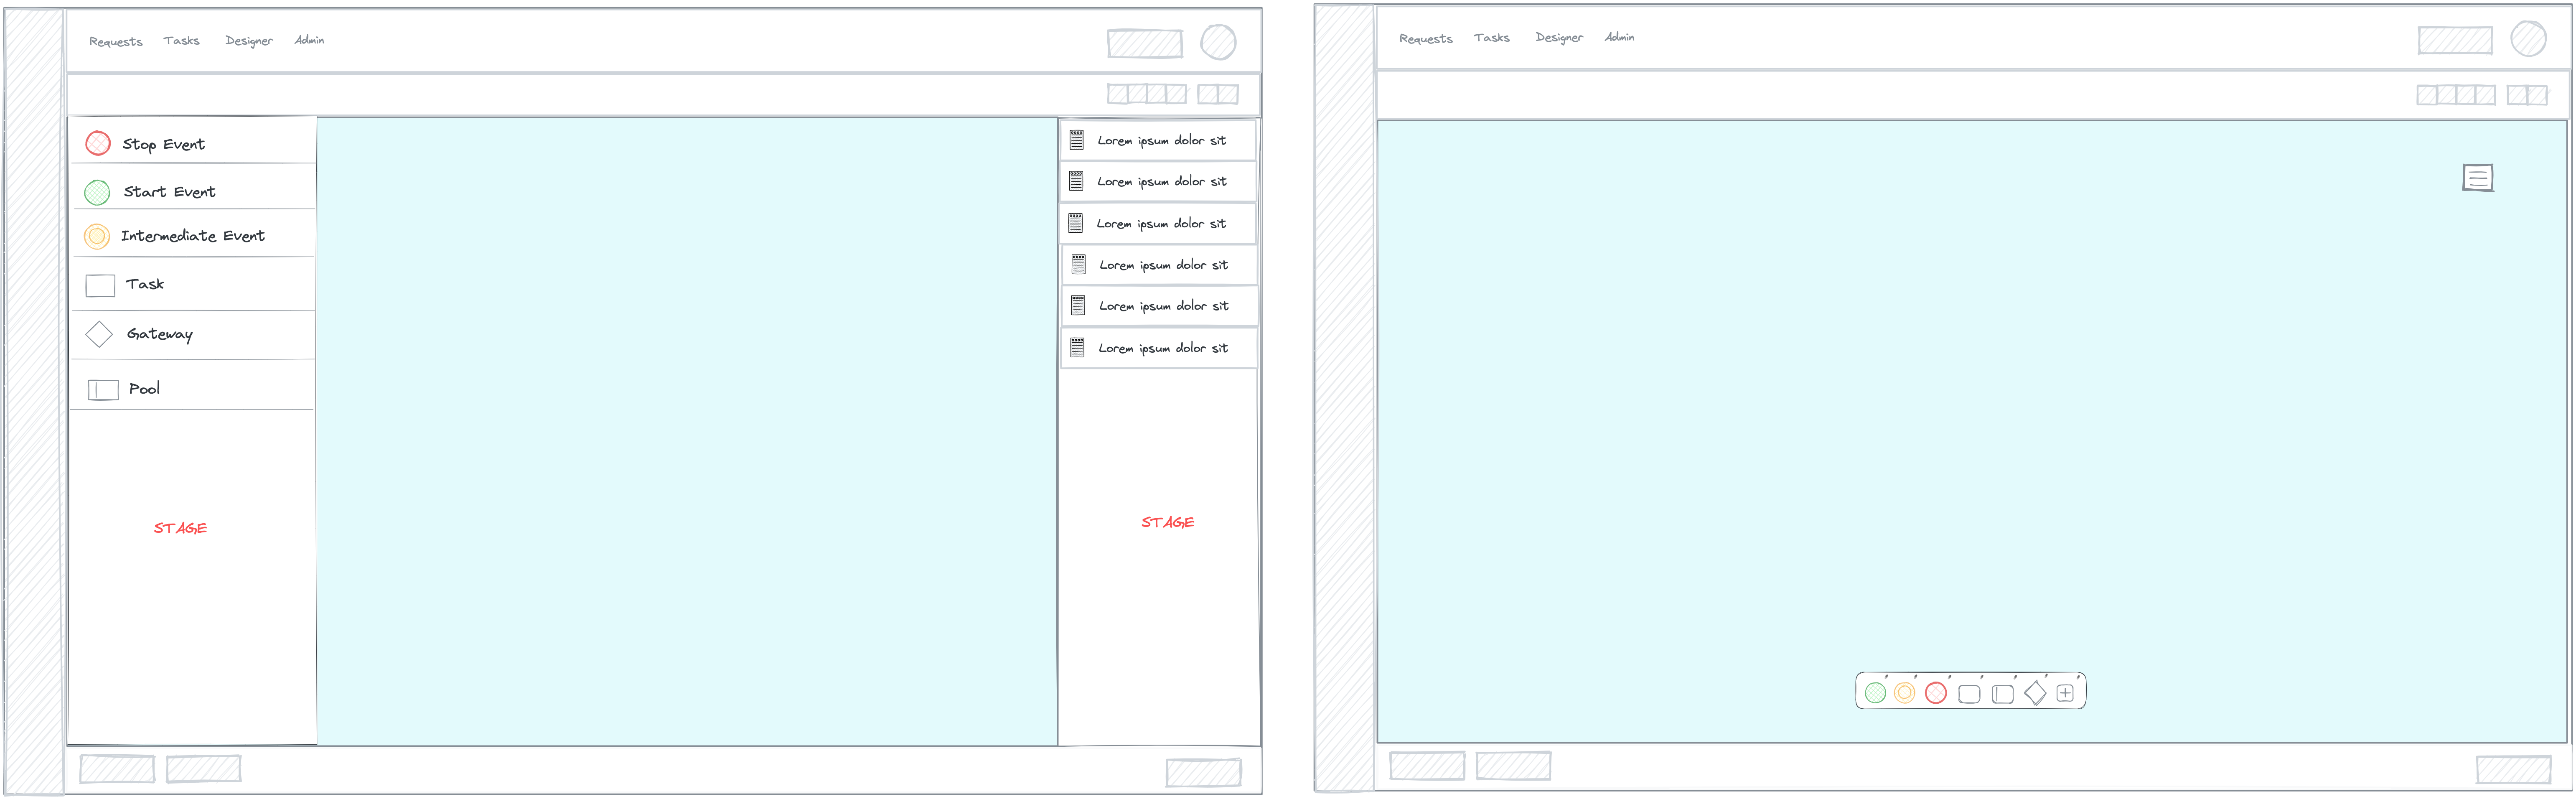 Requests Tasks Designer Admin
Stop Event
Start Event
Intermediate Event
Task
Gateway
Pool
STAGE
Lorem ipsum dolor sit
Lorem ipsum dolor sit
Lorem ipsum dolor sit
Lorem ipsum dolor sit
Lorem ipsum dolor sit
Lorem ipsum dolor sit
STAGE
Requests Tasks Designer Admin